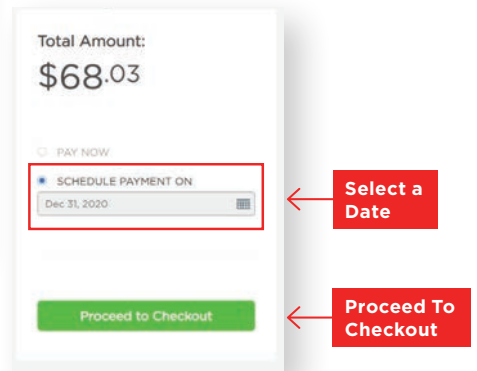 Total Amount:
$68.03
PAY NOW
SCHEDULE PAYMENT ON
Dec 31, 2020
Select a
Date
Proceed to Checkout
Proceed To
Checkout